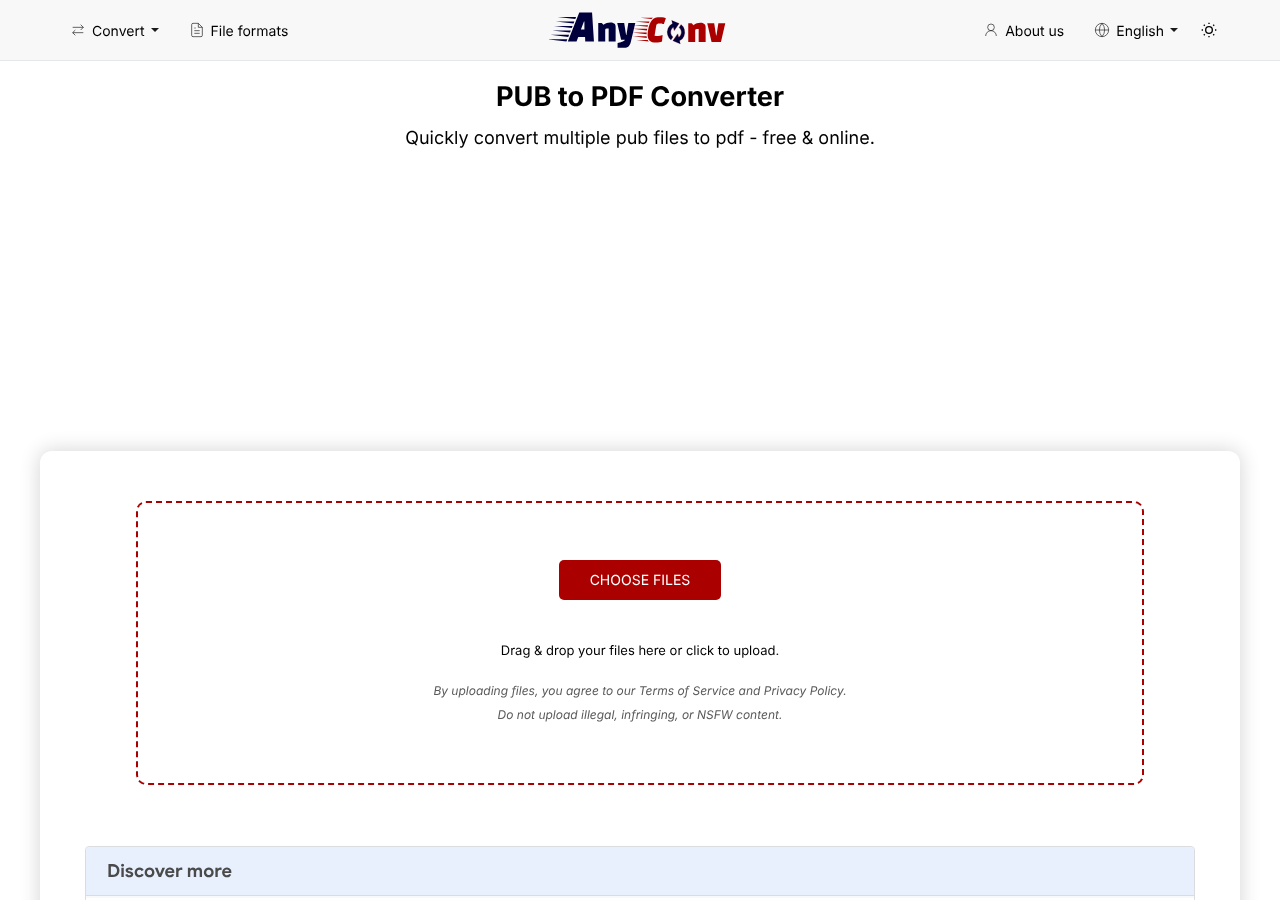 Convert
File formats
AnyConv
About us
English
PUB to PDF Converter
Quickly convert multiple pub files to pdf - free & online.
CHOOSE FILES
Drag & drop your files here or click to upload.
By uploading files, you agree to our Terms of Service and Privacy Policy.
Do not upload illegal, infringing, or NSFW content.
Discover more